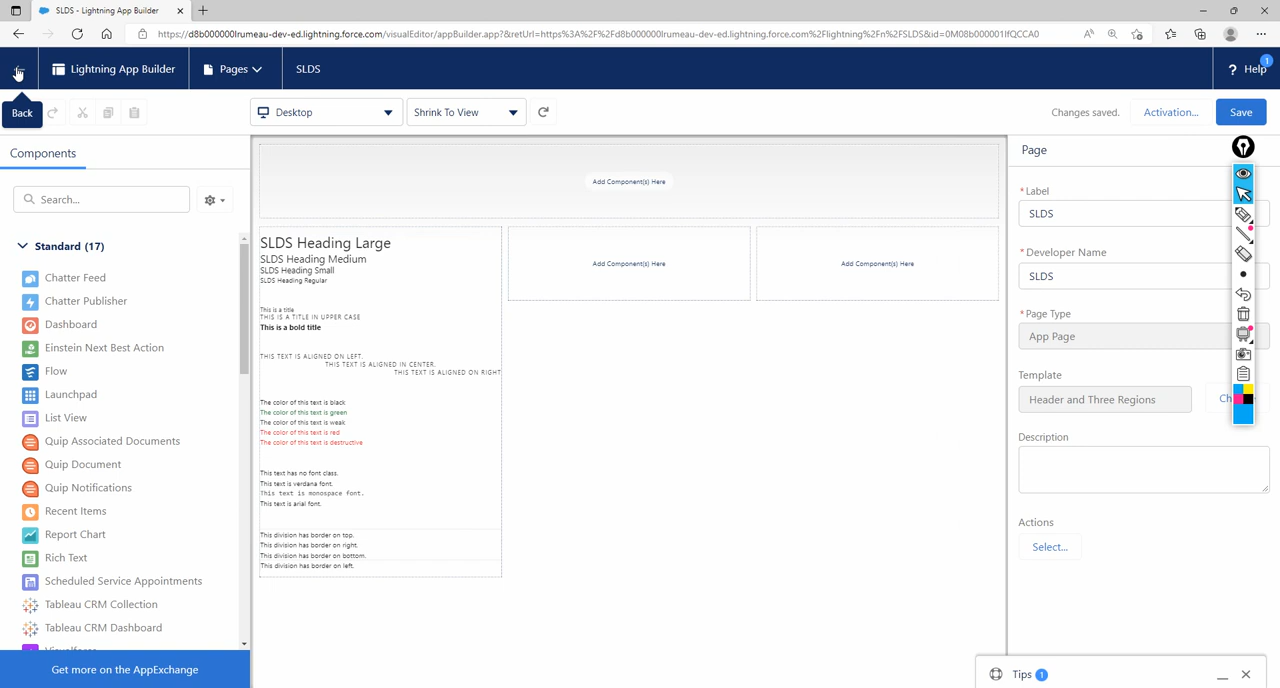 SLDS - Lightning App Builder
https://d8b000000lrumeau-dev-ed.lightning.force.com/visualEditor/appBuilder.app?&retUrl=https%3A%2F%2Fd8b000000lrumeau-dev-ed.lightning.force.com%2Flightning%2Fn%2FSLDS&id=0M08b000001lfQCCA0
Lightning App Builder
Pages
SLDS
? Help
1
Back
Desktop
Shrink To View
Changes saved.
Activation...
Save
Components
Search...
Standard (17)
Chatter Feed
Chatter Publisher
Dashboard
Einstein Next Best Action
Flow
Launchpad
List View
Quip Associated Documents
Quip Document
Quip Notifications
Recent Items
Report Chart
Rich Text
Scheduled Service Appointments
Tableau CRM Collection
Tableau CRM Dashboard
Get more on the AppExchange
Add Component(s) Here
SLDS Heading Large
SLDS Heading Medium
SLDS Heading Small
SLDS Heading Regular
This is a title
THIS IS A TITLE IN UPPER CASE
This is a bold title
THIS TEXT IS ALIGNED ON LEFT.
THIS TEXT IS ALIGNED IN CENTER.
THIS TEXT IS ALIGNED ON RIGHT
The color of this text is black
The color of this text is green
The color of this text is weak
The color of this text is red
The color of this text is destructive
This text has no font class.
This text is verdana font.
This text is monospace font.
This text is arial font.
This division has border on top.
This division has border on right.
This division has border on bottom.
This division has border on left.
Add Component(s) Here
Add Component(s) Here
Page
*Label
SLDS
*Developer Name
SLDS
*Page Type
App Page
Template
Header and Three Regions
Description
Actions
Select...
Tips 1